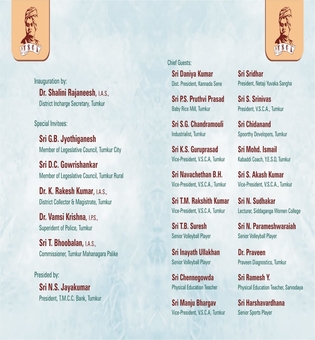 V.S.C.A.
V.S.C.A.
Inauguration by:
Dr. Shalini Rajaneesh, I.A.S.,
District Incharge Secretary, Tumkur
Special Invitees:
Sri G.B. Jyothiganesh
Member of Legeslative Council, Tumkur City
Sri D.C. Gowrishankar
Member of Legeslative Council, Tumkur Rural
Dr. K. Rakesh Kumar, I.A.S.,
District Collector & Magistrate, Tumkur
Dr. Vamsi Krishna, I.P.S.,
Superident of Police, Tumkur
Sri T. Bhoobalan, I.A.S.,
Commissioner, Tumkur Mahanagara Palike
Presided by:
Sri N.S. Jayakumar
President, T.M.C.C. Bank, Tumkur
Chief Guests:
Sri Daniya Kumar
Dist. President, Kannada Sene
Sri P.S. Pruthvi Prasad
Baby Rice Mill, Tumkur
Sri S.G. Chandramouli
Industrialist, Tumkur
Sri K.S. Guruprasad
Vice-President, V.S.C.A, Tumkur
Sri Navachethan B.H.
Vice-President, V.S.C.A, Tumkur
Sri T.M. Rakshith Kumar
Vice-President, V.S.C.A, Tumkur
Sri T.B. Suresh
Senior Volleyball Player
Sri Inayath Ullakhan
Senior Volleyball Player
Sri Chennegowda
Physical Education Teacher
Sri Manju Bhargav
Vice-President, V.S.C.A, Tumkur
Sri Sridhar
President, Netaji Yuvaka Sangha
Sri S. Srinivas
President, V.S.C.A., Tumkur
Sri Chidanand
Spoorthy Developers, Tumkur
Sri Mohd. Ismail
Kabaddi Coach, Y.E.S.D, Tumkur
Sri S. Akash Kumar
Vice-President, V.S.C.A., Tumkur
Sri N. Sudhakar
Lecturer, Siddaganga Women College
Sri N. Parameshwaraiah
Senior Volleyball Player
Dr. Praveen
Praveen Diagnostics, Tumkur
Sri Ramesh Y.
Physical Education Teacher, Sarvodaya
Sri Harshavardhana
Senior Sports Player